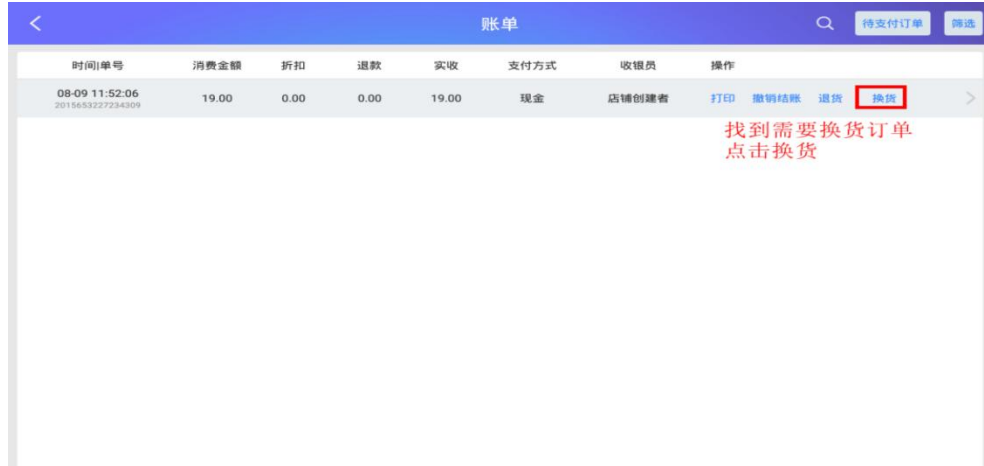 账单
待支付订单
筛选
时间|单号 消费金额 折扣 退款 实收 支付方式 收银员 操作
08-09 11:52:06 19.00 0.00 0.00 19.00 现金 店铺创建者 打印 撤销结账 退货 换货
2015653227234309
找到需要换货订单
点击换货